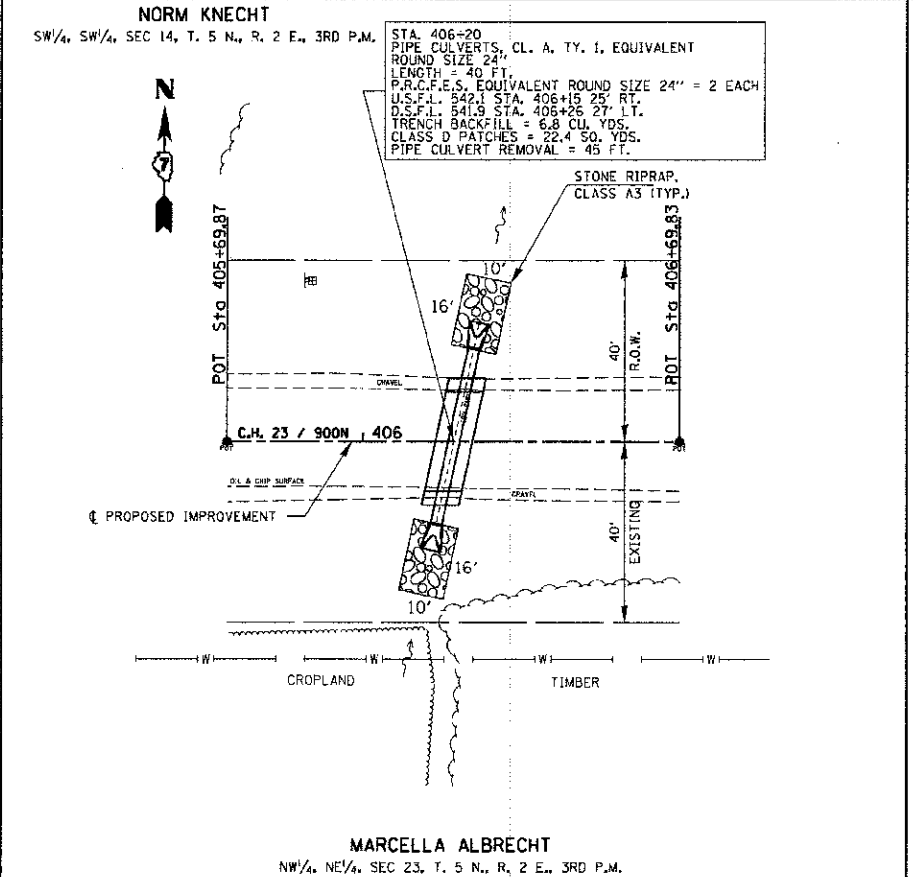 NORM KNECHT
SW¼, SW¼, SEC 14, T. 5 N., R. 2 E., 3RD P.M.
STA. 406+20
PIPE CULVERTS, CL. A, TY. 1, EQUIVALENT
ROUND SIZE 24"
LENGTH = 40 FT.
P.R.C.F.E.S. EQUIVALENT ROUND SIZE 24" = 2 EACH
U.S.F.L. 542.1 STA. 406+15 25' RT.
D.S.F.L. 541.9 STA. 406+26 27' LT.
TRENCH BACKFILL = 6.8 CU. YDS.
CLASS D PATCHES = 22.4 SQ. YDS.
PIPE CULVERT REMOVAL = 45 FT.
N
7
STONE RIPRAP,
CLASS A3 (TYP.)
POT Sta 405+69.87
POT Sta 406+69.83
10'
16'
40'
R.O.W.
GRAVEL
C.H. 23 / 900N
406
POT
POT
OIL & CHIP SURFACE
GRAVEL
℄ PROPOSED IMPROVEMENT
40'
EXISTING
16'
10'
W
W
W
W
CROPLAND
TIMBER
MARCELLA ALBRECHT
NW¼, NE¼, SEC 23, T. 5 N., R. 2 E., 3RD P.M.